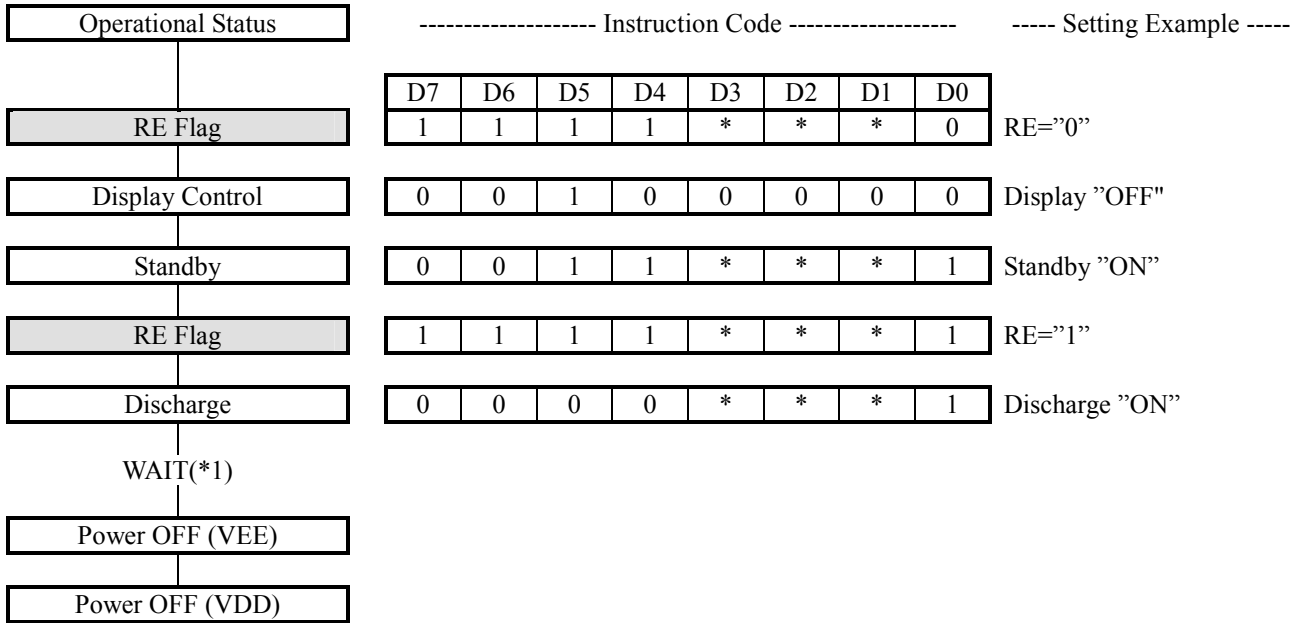 Operational Status -------------------- Instruction Code ------------------- ----- Setting Example -----
D7 D6 D5 D4 D3 D2 D1 D0
RE Flag 1 1 1 1 * * * 0 RE=”0”
Display Control 0 0 1 0 0 0 0 0 Display ”OFF"
Standby 0 0 1 1 * * * 1 Standby ”ON”
RE Flag 1 1 1 1 * * * 1 RE=”1”
Discharge 0 0 0 0 * * * 1 Discharge ”ON”
WAIT(*1)
Power OFF (VEE)
Power OFF (VDD)